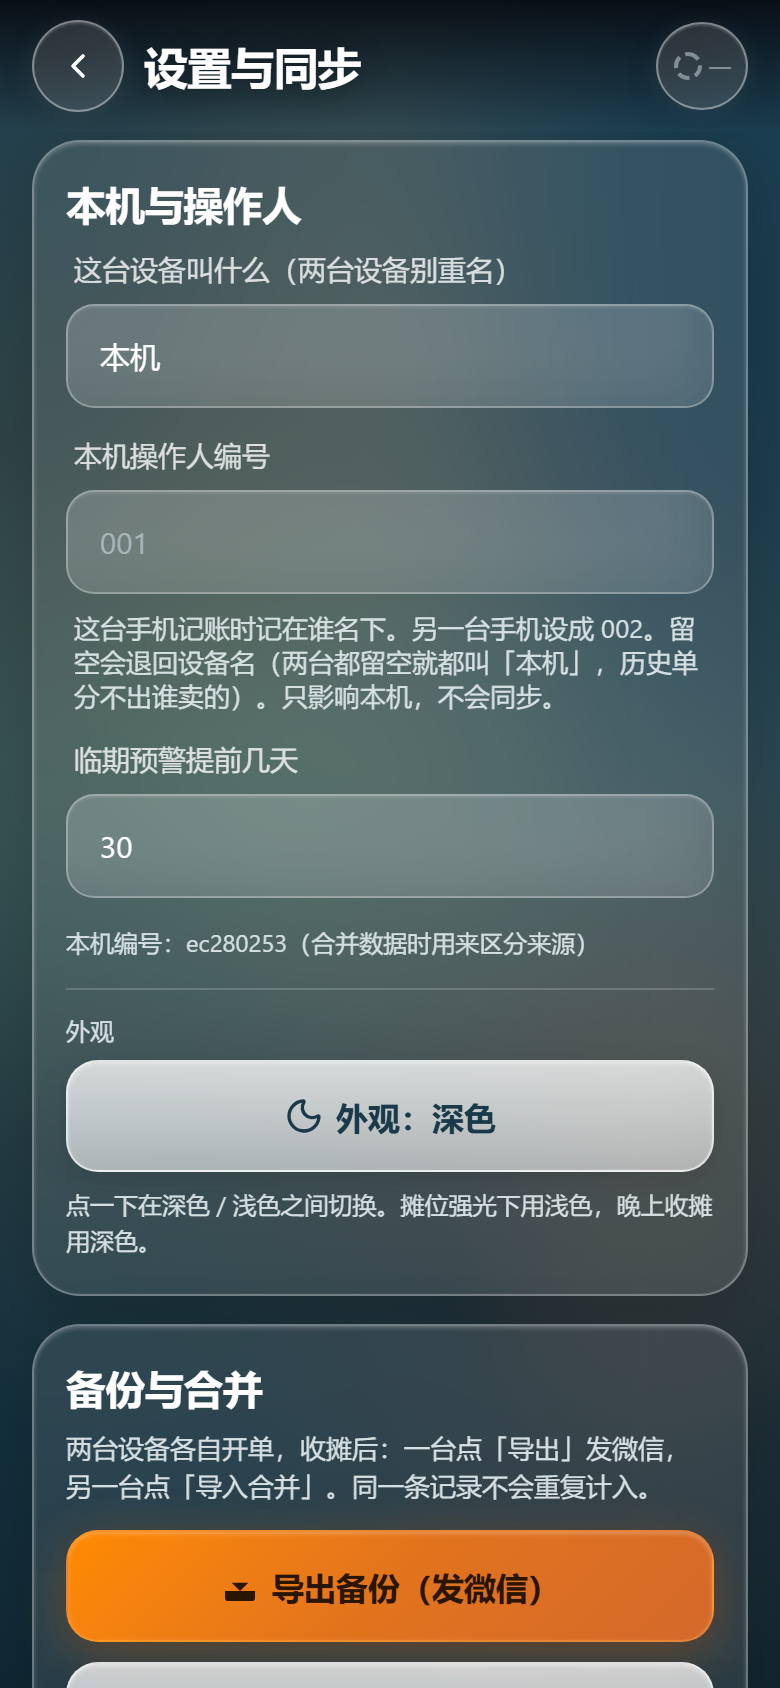 设置与同步
—
本机与操作人
这台设备叫什么（两台设备别重名）
本机
本机操作人编号
001
这台手机记账时记在谁名下。另一台手机设成 002。留
空会退回设备名（两台都留空就都叫「本机」，历史单
分不出谁卖的）。只影响本机，不会同步。
临期预警提前几天
30
本机编号：ec280253（合并数据时用来区分来源）
外观
外观：深色
点一下在深色 / 浅色之间切换。摊位强光下用浅色，晚上收摊
用深色。
备份与合并
两台设备各自开单，收摊后：一台点「导出」发微信，
另一台点「导入合并」。同一条记录不会重复计入。
导出备份（发微信）